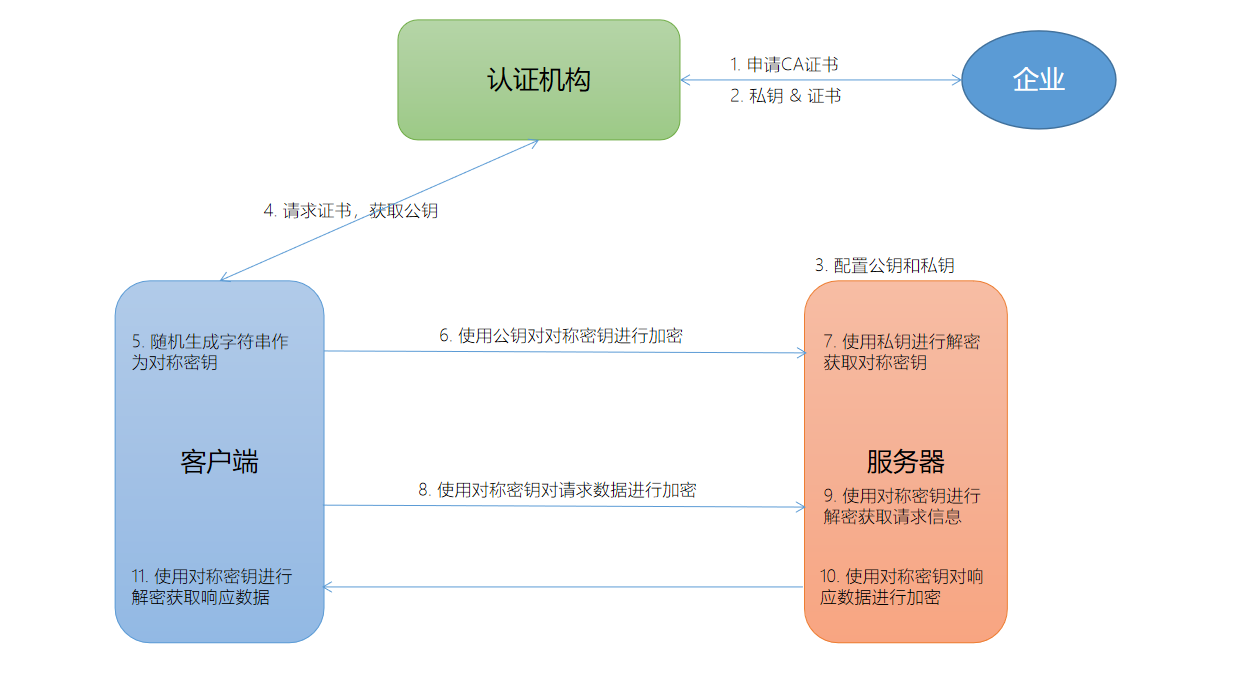 认证机构
1. 申请CA证书
2. 私钥 & 证书
企业
4. 请求证书，获取公钥
3. 配置公钥和私钥
5. 随机生成字符串作
为对称密钥
6. 使用公钥对对称密钥进行加密
7. 使用私钥进行解密
获取对称密钥
客户端
服务器
8. 使用对称密钥对请求数据进行加密
9. 使用对称密钥进行
解密获取请求信息
11. 使用对称密钥进行
解密获取响应数据
10. 使用对称密钥对响
应数据进行加密